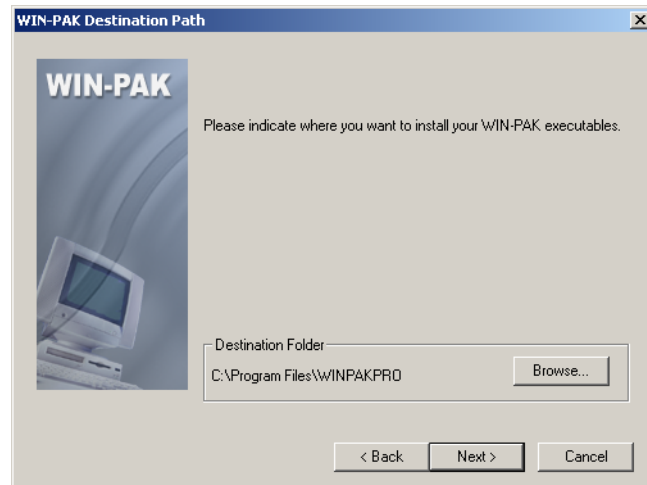 WIN-PAK Destination Path
WIN-PAK
Please indicate where you want to install your WIN-PAK executables.
Destination Folder
C:\Program Files\WINPAKPRO
Browse...
< Back
Next >
Cancel